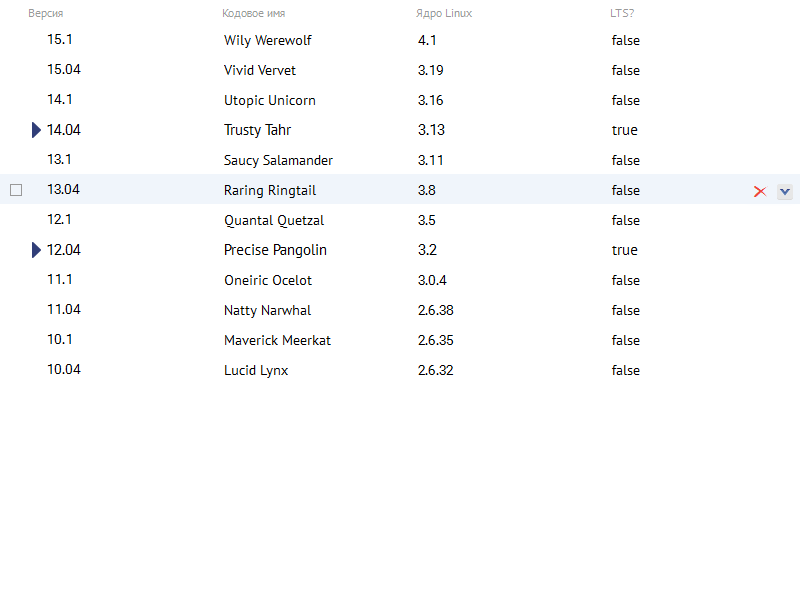 Версия Кодовое имя Ядро Linux LTS?
15.1 Wily Werewolf 4.1 false
15.04 Vivid Vervet 3.19 false
14.1 Utopic Unicorn 3.16 false
14.04 Trusty Tahr 3.13 true
13.1 Saucy Salamander 3.11 false
13.04 Raring Ringtail 3.8 false
12.1 Quantal Quetzal 3.5 false
12.04 Precise Pangolin 3.2 true
11.1 Oneiric Ocelot 3.0.4 false
11.04 Natty Narwhal 2.6.38 false
10.1 Maverick Meerkat 2.6.35 false
10.04 Lucid Lynx 2.6.32 false